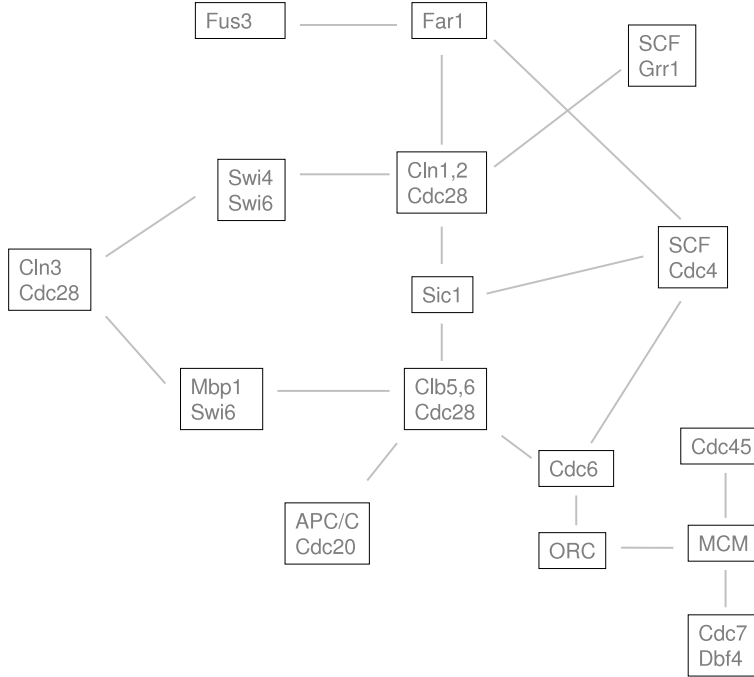 Fus3
Far1
SCF
Grr1
Swi4
Swi6
Cln1,2
Cdc28
SCF
Cdc4
Cln3
Cdc28
Sic1
Mbp1
Swi6
Clb5,6
Cdc28
Cdc6
Cdc45
APC/C
Cdc20
ORC
MCM
Cdc7
Dbf4